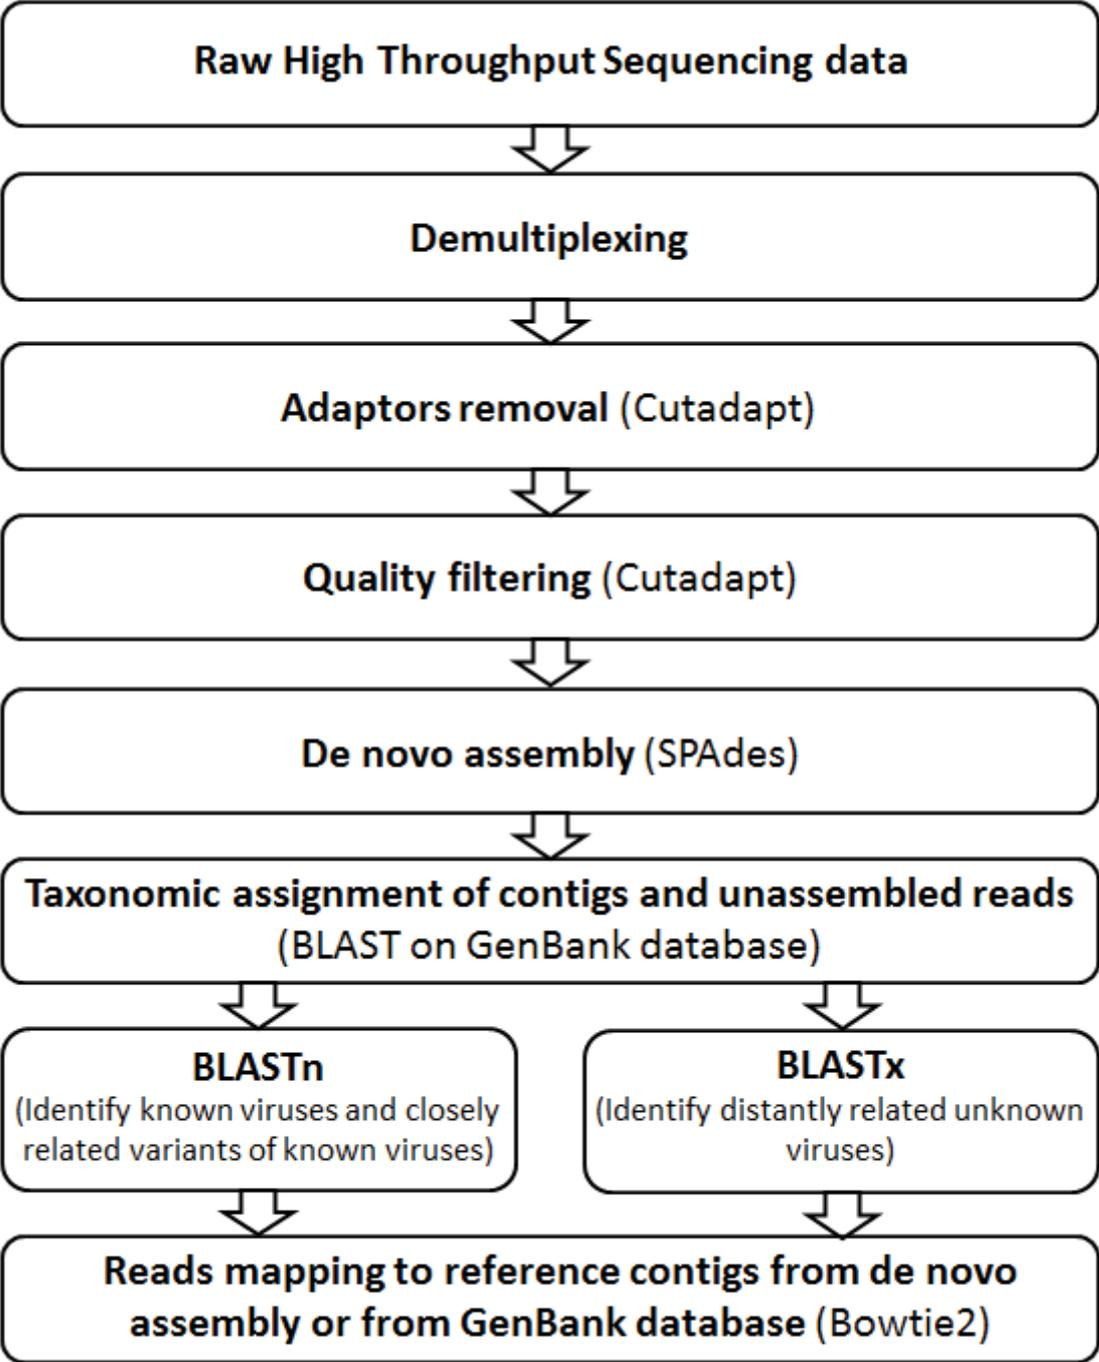 Raw High Throughput Sequencing data
Demultiplexing
Adaptors removal (Cutadapt)
Quality filtering (Cutadapt)
De novo assembly (SPAdes)
Taxonomic assignment of contigs and unassembled reads
(BLAST on GenBank database)
BLASTn
(Identify known viruses and closely
related variants of known viruses)
BLASTx
(Identify distantly related unknown
viruses)
Reads mapping to reference contigs from de novo
assembly or from GenBank database (Bowtie2)